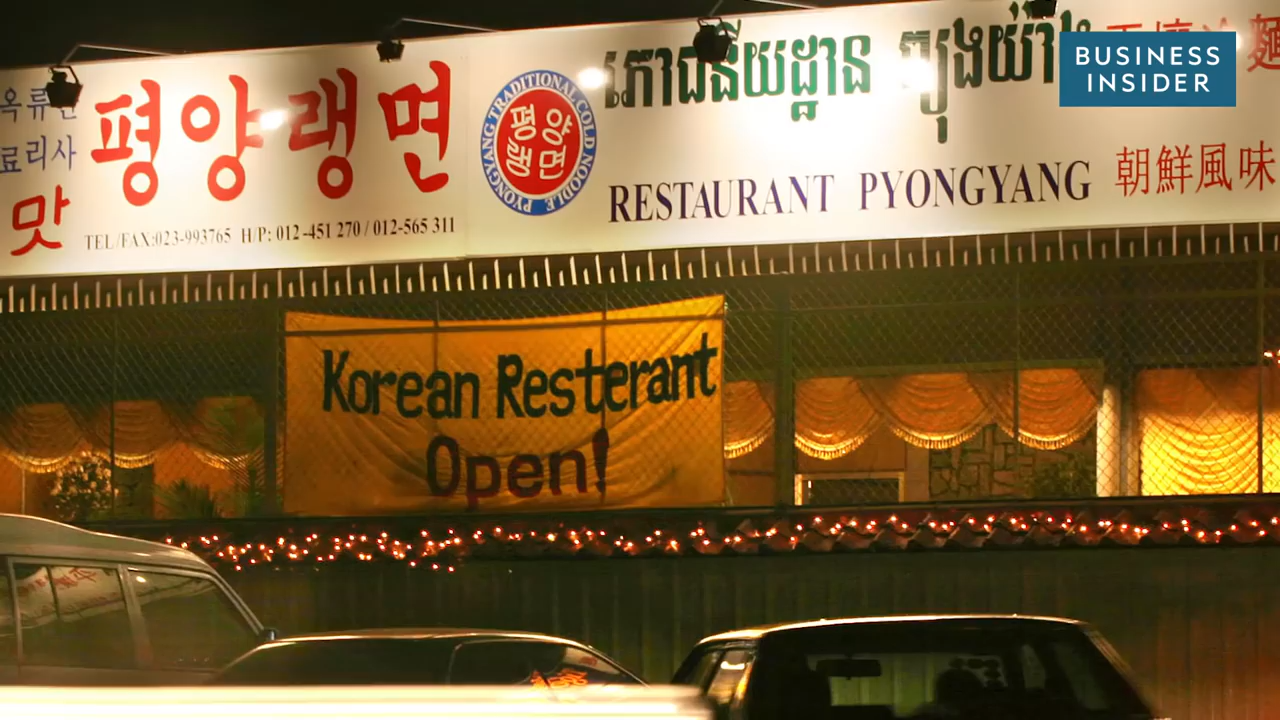 옥류관
료리사
맛
평양랭면
TEL/FAX:023-993765 H/P: 012-451 270 / 012-565 311
PYONGYANG TRADITIONAL COLD NOODLE
평양
랭면
ភោជនីយដ្ឋាន ព្យុងយ៉ាង
RESTAURANT PYONGYANG
朝鮮風味
BUSINESS
INSIDER
Korean Resterant
Open!